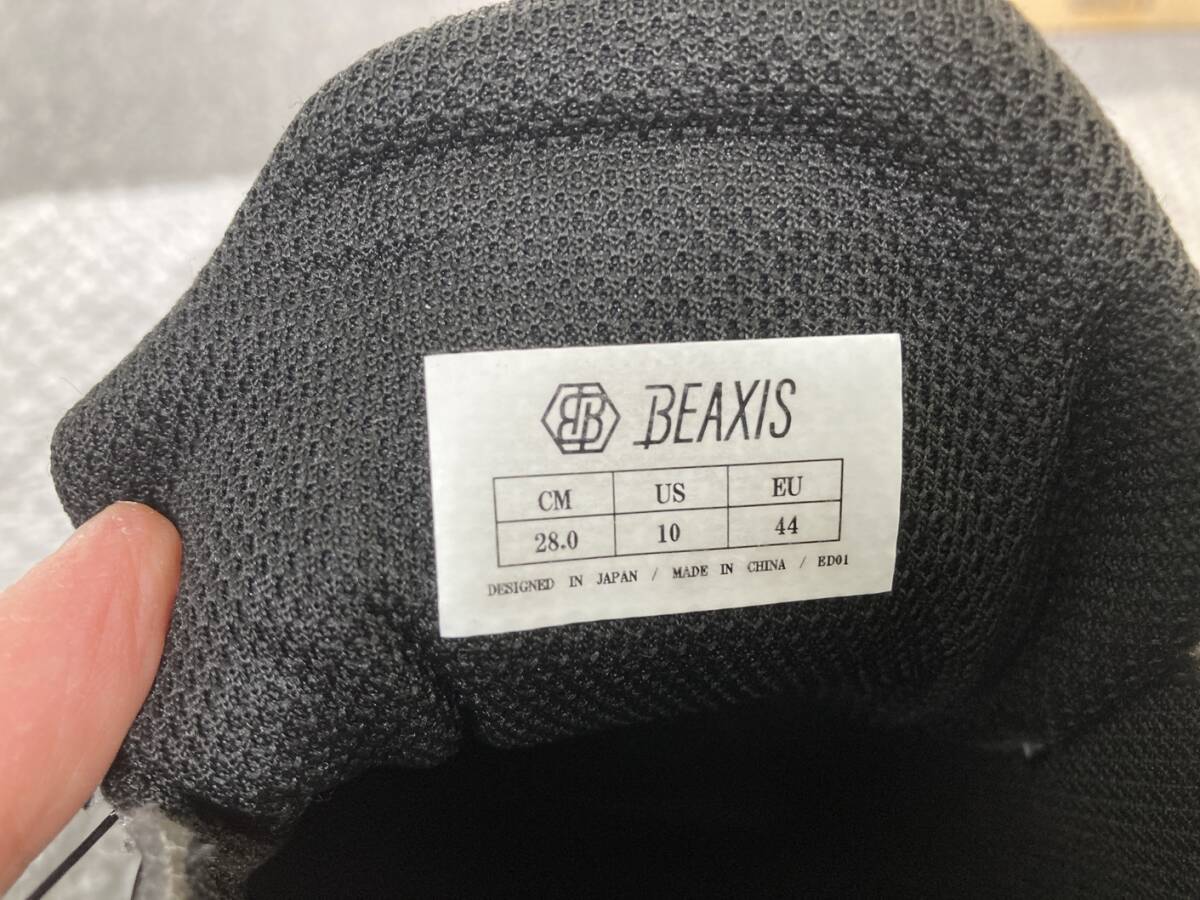 BEAXIS
CM US EU
28.0 10 44
DESIGNED IN JAPAN / MADE IN CHINA / ED01